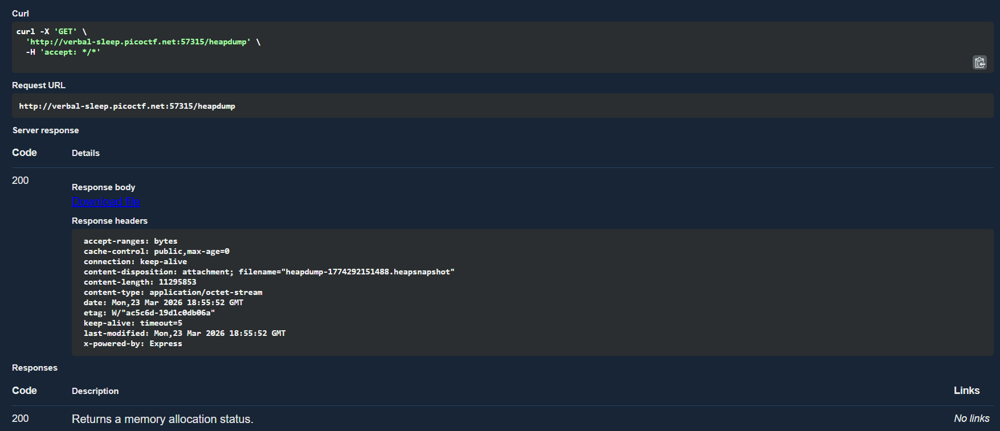 Curl
curl -X 'GET' \
'http://verbal-sleep.picoctf.net:57315/heapdump' \
-H 'accept: */*'
Request URL
http://verbal-sleep.picoctf.net:57315/heapdump
Server response
Code Details
200
Response body
Download file
Response headers
accept-ranges: bytes
cache-control: public,max-age=0
connection: keep-alive
content-disposition: attachment; filename="heapdump-1774292151488.heapsnapshot"
content-length: 11295853
content-type: application/octet-stream
date: Mon,23 Mar 2026 18:55:52 GMT
etag: W/"ac5c6d-19d1c0db06a"
keep-alive: timeout=5
last-modified: Mon,23 Mar 2026 18:55:52 GMT
x-powered-by: Express
Responses
Code Description Links
200 Returns a memory allocation status. No links